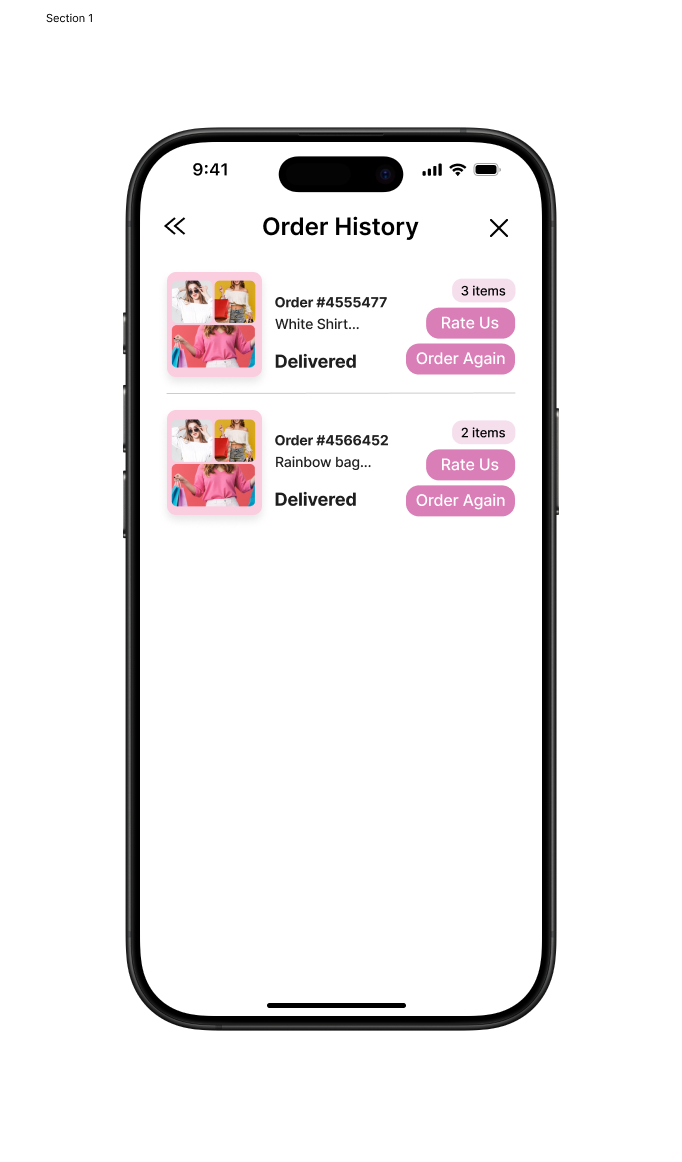 Section 1
9:41
Order History
3 items
Order #4555477
Rate Us
White Shirt...
Order Again
Delivered
2 items
Order #4566452
Rate Us
Rainbow bag...
Order Again
Delivered